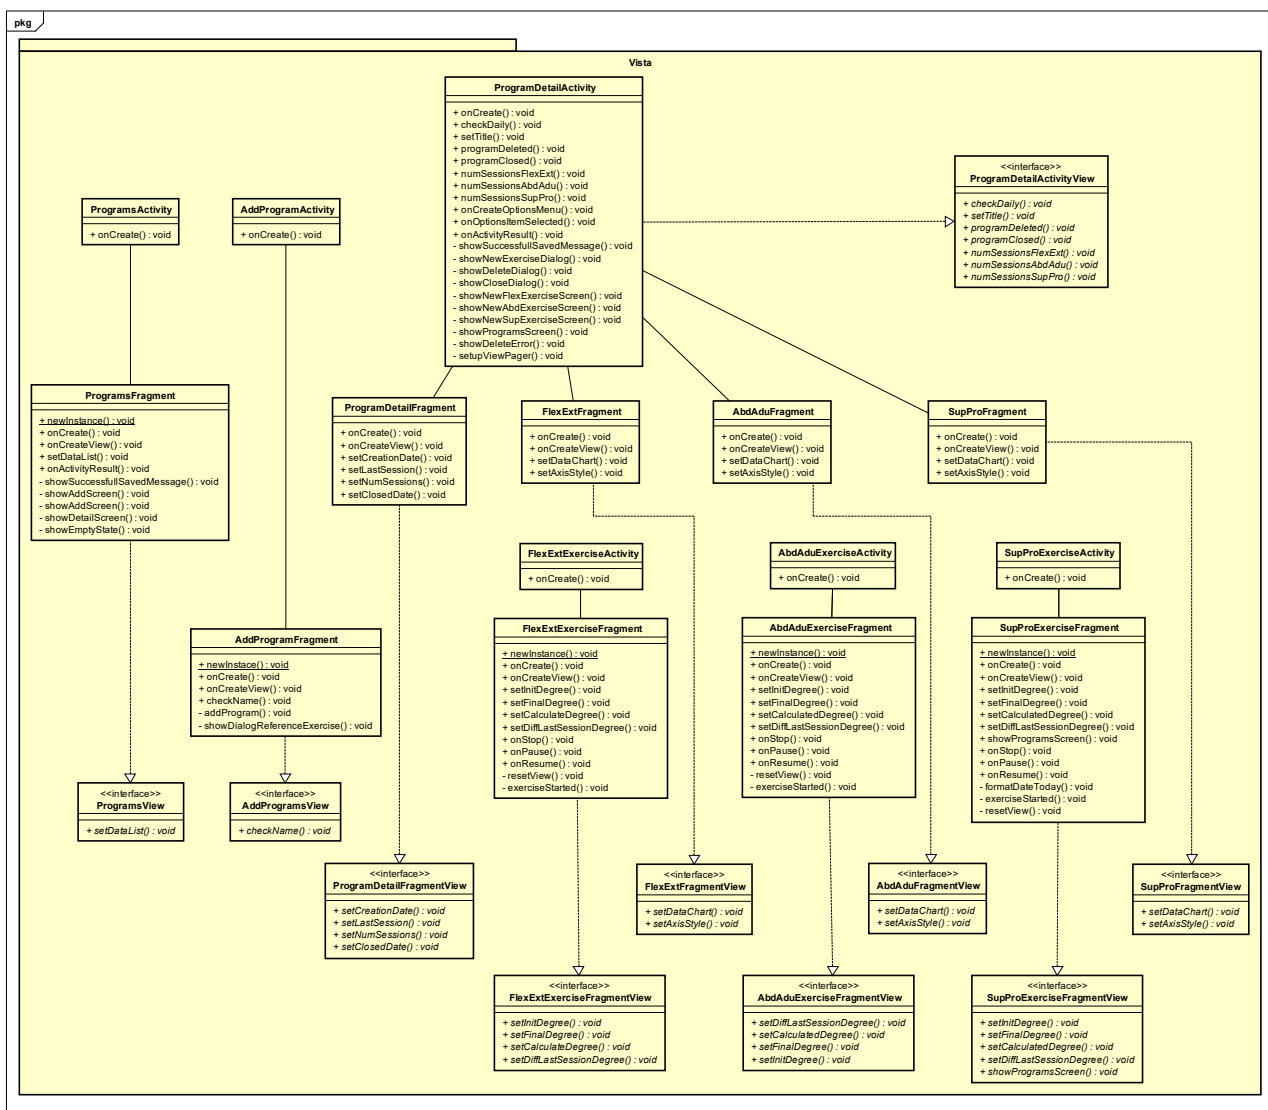 pkg
Vista
ProgramDetailActivity
+ onCreate() : void
+ checkDaily() : void
+ setTitle() : void
+ programDeleted() : void
+ programClosed() : void
+ numSessionsFlexExt() : void
+ numSessionsAbdAdu() : void
+ numSessionsSupPro() : void
+ onCreateOptionsMenu() : void
+ onOptionsItemSelected() : void
+ onActivityResult() : void
- showSuccessfullSavedMessage() : void
- showNewExerciseDialog() : void
- showDeleteDialog() : void
- showCloseDialog() : void
- showNewFlexExerciseScreen() : void
- showNewAbdExerciseScreen() : void
- showNewSupExerciseScreen() : void
- showProgramsScreen() : void
- showDeleteError() : void
- setupViewPager() : void
<<interface>>
ProgramDetailActivityView
+ checkDaily() : void
+ setTitle() : void
+ programDeleted() : void
+ programClosed() : void
+ numSessionsFlexExt() : void
+ numSessionsAbdAdu() : void
+ numSessionsSupPro() : void
ProgramsActivity
+ onCreate() : void
AddProgramActivity
+ onCreate() : void
ProgramsFragment
+ newInstance() : void
+ onCreate() : void
+ onCreateView() : void
+ setDataList() : void
+ onActivityResult() : void
- showSuccessfullSavedMessage() : void
- showAddScreen() : void
- showAddScreen() : void
- showDetailScreen() : void
- showEmptyState() : void
ProgramDetailFragment
+ onCreate() : void
+ onCreateView() : void
+ setCreationDate() : void
+ setLastSession() : void
+ setNumSessions() : void
+ setClosedDate() : void
FlexExtFragment
+ onCreate() : void
+ onCreateView() : void
+ setDataChart() : void
+ setAxisStyle() : void
AbdAduFragment
+ onCreate() : void
+ onCreateView() : void
+ setDataChart() : void
+ setAxisStyle() : void
SupProFragment
+ onCreate() : void
+ onCreateView() : void
+ setDataChart() : void
+ setAxisStyle() : void
FlexExtExerciseActivity
+ onCreate() : void
AbdAduExerciseActivity
+ onCreate() : void
SupProExerciseActivity
+ onCreate() : void
AddProgramFragment
+ newInstace() : void
+ onCreate() : void
+ onCreateView() : void
+ checkName() : void
- addProgram() : void
- showDialogReferenceExercise() : void
FlexExtExerciseFragment
+ newInstance() : void
+ onCreate() : void
+ onCreateView() : void
+ setInitDegree() : void
+ setFinalDegree() : void
+ setCalculateDegree() : void
+ setDiffLastSessionDegree() : void
+ onStop() : void
+ onPause() : void
+ onResume() : void
- resetView() : void
- exerciseStarted() : void
AbdAduExerciseFragment
+ newInstance() : void
+ onCreate() : void
+ onCreateView() : void
+ setInitDegree() : void
+ setFinalDegree() : void
+ setCalculatedDegree() : void
+ setDiffLastSessionDegree() : void
+ onStop() : void
+ onPause() : void
+ onResume() : void
- resetView() : void
- exerciseStarted() : void
SupProExerciseFragment
+ newInstance() : void
+ onCreate() : void
+ onCreateView() : void
+ setInitDegree() : void
+ setFinalDegree() : void
+ setCalculatedDegree() : void
+ setDiffLastSessionDegree() : void
+ showProgramsScreen() : void
+ onStop() : void
+ onPause() : void
+ onResume() : void
- formatDateToday() : void
- exerciseStarted() : void
- resetView() : void
<<interface>>
ProgramsView
+ setDataList() : void
<<interface>>
AddProgramsView
+ checkName() : void
<<interface>>
ProgramDetailFragmentView
+ setCreationDate() : void
+ setLastSession() : void
+ setNumSessions() : void
+ setClosedDate() : void
<<interface>>
FlexExtFragmentView
+ setDataChart() : void
+ setAxisStyle() : void
<<interface>>
AbdAduFragmentView
+ setDataChart() : void
+ setAxisStyle() : void
<<interface>>
SupProFragmentView
+ setDataChart() : void
+ setAxisStyle() : void
<<interface>>
FlexExtExerciseFragmentView
+ setInitDegree() : void
+ setFinalDegree() : void
+ setCalculateDegree() : void
+ setDiffLastSessionDegree() : void
<<interface>>
AbdAduExerciseFragmentView
+ setDiffLastSessionDegree() : void
+ setCalculatedDegree() : void
+ setFinalDegree() : void
+ setInitDegree() : void
<<interface>>
SupProExerciseFragmentView
+ setInitDegree() : void
+ setFinalDegree() : void
+ setCalculatedDegree() : void
+ setDiffLastSessionDegree() : void
+ showProgramsScreen() : void